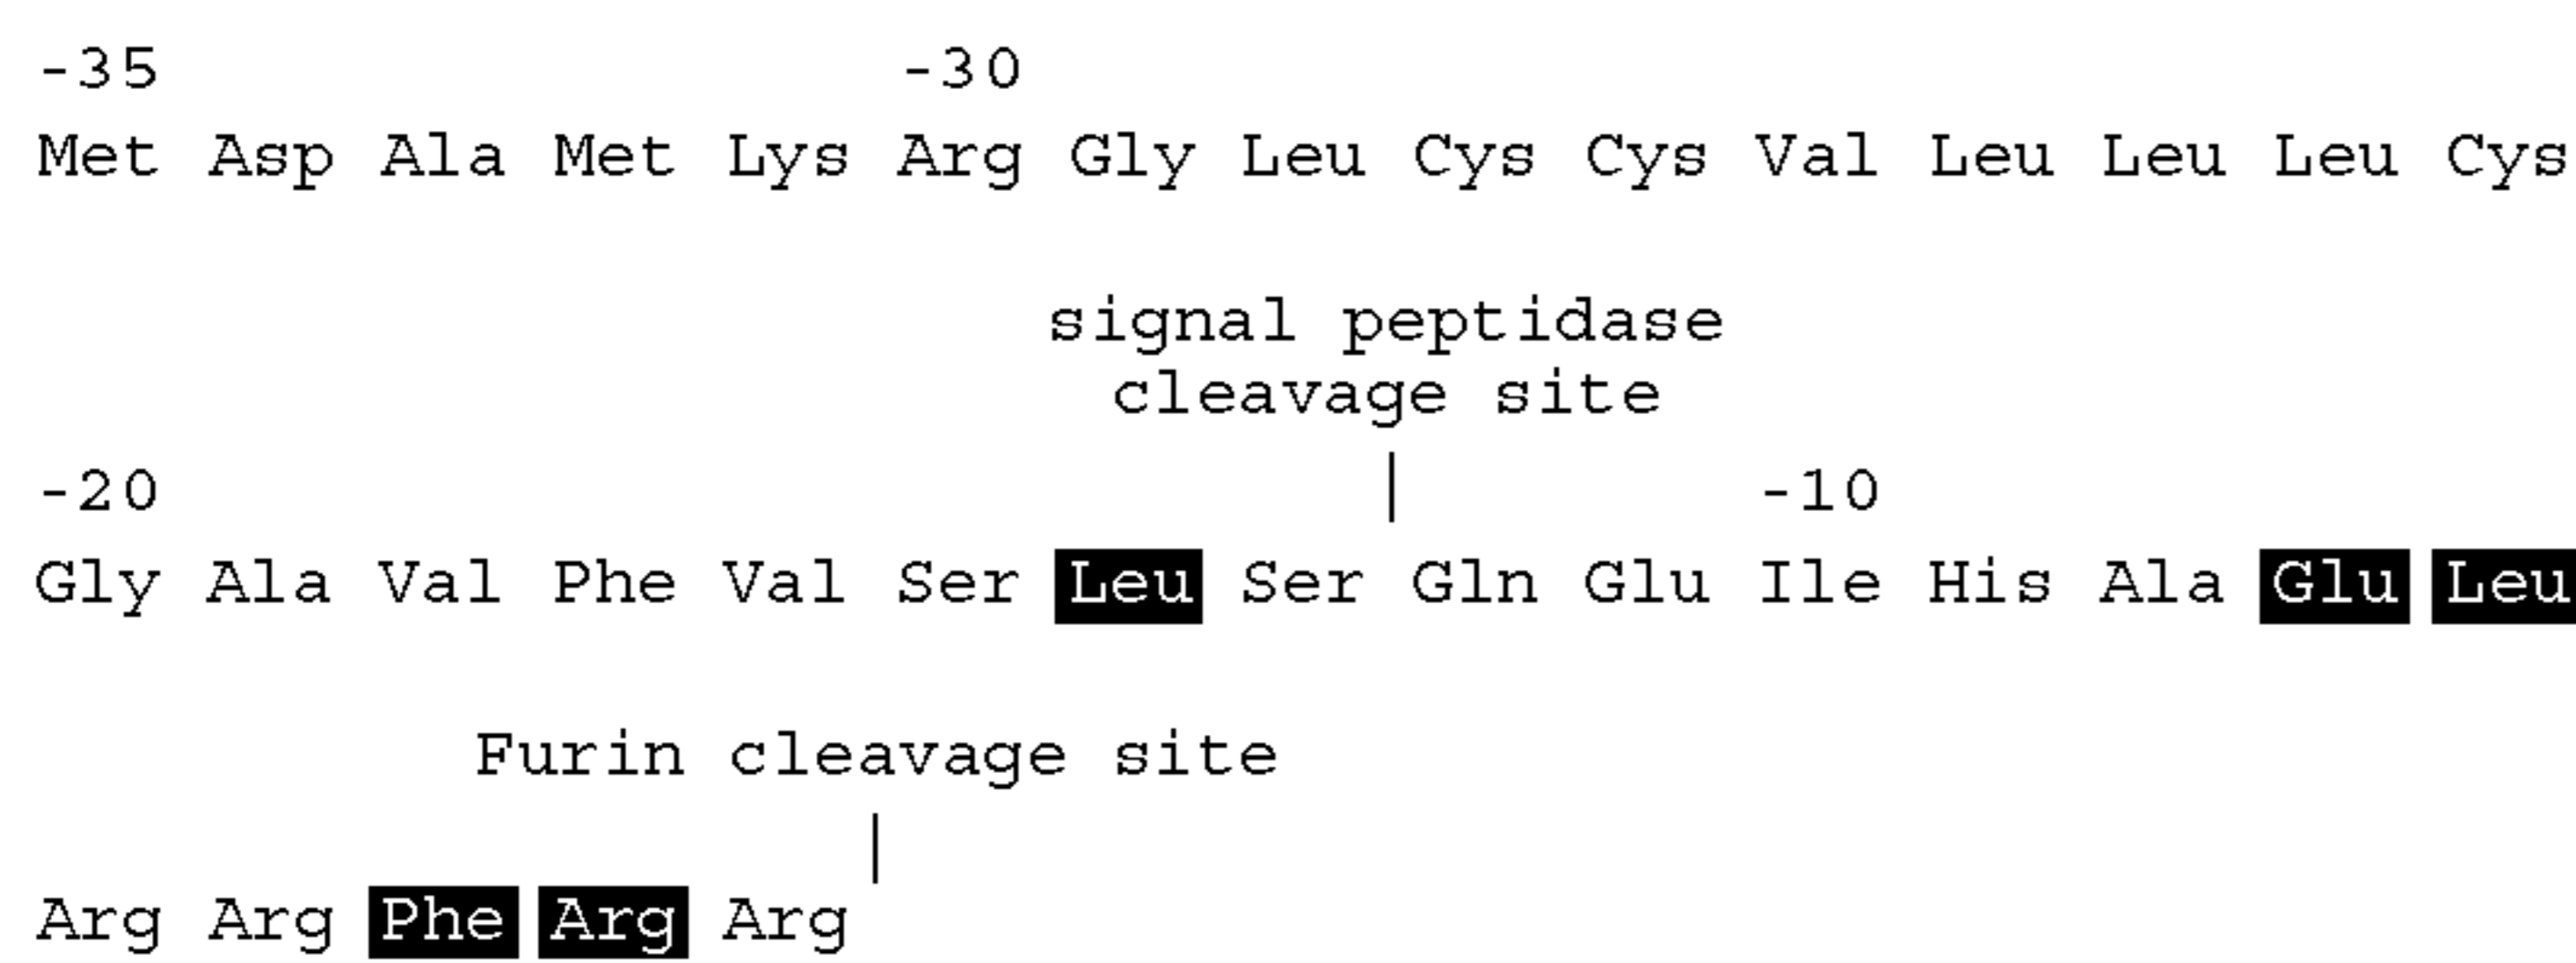 -35 -30
Met Asp Ala Met Lys Arg Gly Leu Cys Cys Val Leu Leu Leu Cys
signal peptidase
cleavage site
-20 -10
Gly Ala Val Phe Val Ser Leu Ser Gln Glu Ile His Ala Glu Leu
Furin cleavage site
Arg Arg Phe Arg Arg